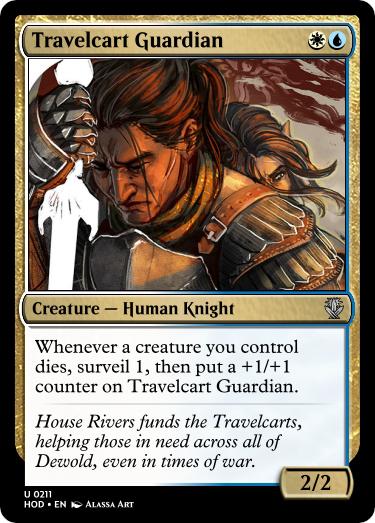 Travelcart Guardian
Creature — Human Knight
Whenever a creature you control
dies, surveil 1, then put a +1/+1
counter on Travelcart Guardian.
House Rivers funds the Travelcarts,
helping those in need across all of
Dewold, even in times of war.
2/2
U 0211
HOD • EN Alassa Art